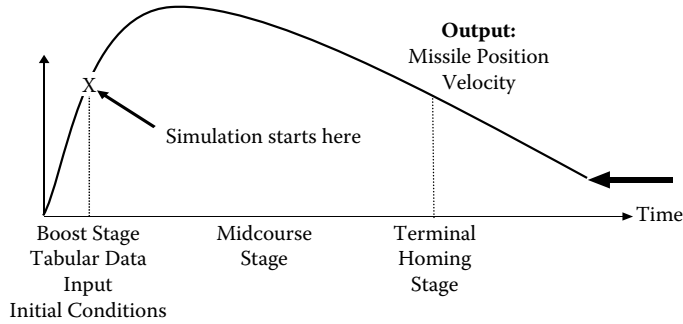 Output:
Missile Position
Velocity
X
Simulation starts here
Time
Boost Stage
Tabular Data
Input
Initial Conditions
Midcourse
Stage
Terminal
Homing
Stage